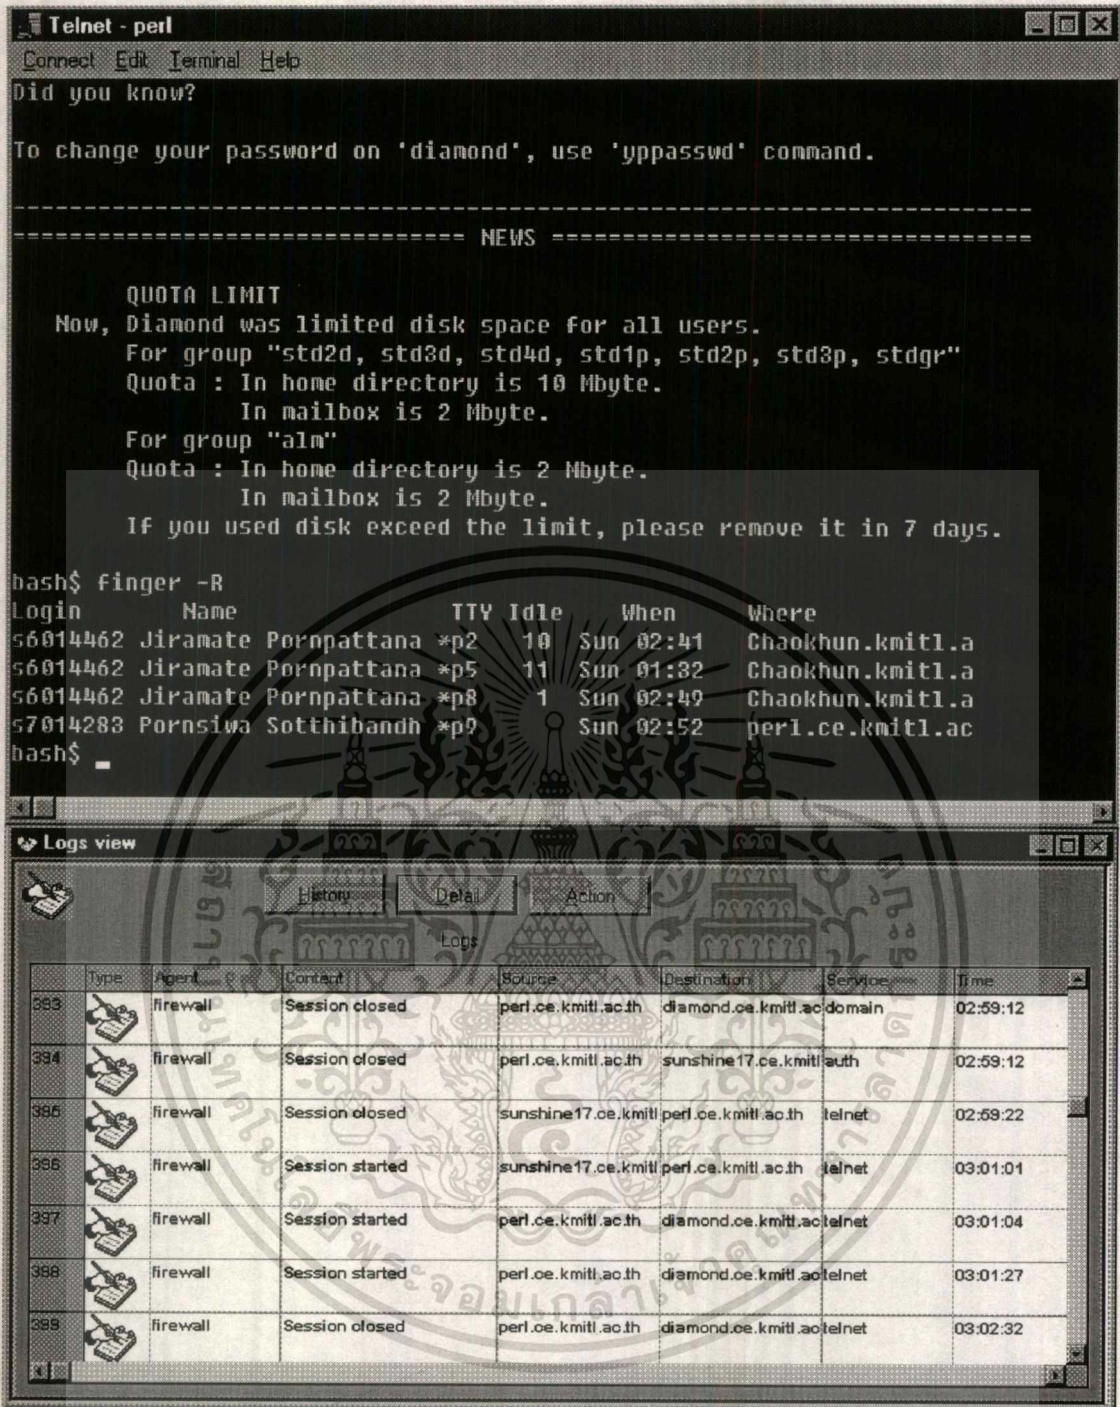 Telnet - perl
Connect Edit Terminal Help
Did you know?
To change your password on 'diamond', use 'yppasswd' command.
------------------------------------------------------------------------
================================ NEWS ==================================
QUOTA LIMIT
Now, Diamond was limited disk space for all users.
For group "std2d, std3d, std4d, std1p, std2p, std3p, stdgr"
Quota : In home directory is 10 Mbyte.
In mailbox is 2 Mbyte.
For group "alm"
Quota : In home directory is 2 Mbyte.
In mailbox is 2 Mbyte.
If you used disk exceed the limit, please remove it in 7 days.
bash$ finger -R
Login Name TTY Idle When Where
s6014462 Jiramate Pornpattana *p2 10 Sun 02:41 Chaokhun.kmitl.a
s6014462 Jiramate Pornpattana *p5 11 Sun 01:32 Chaokhun.kmitl.a
s6014462 Jiramate Pornpattana *p8 1 Sun 02:49 Chaokhun.kmitl.a
s7014283 Pornsiwa Sotthibandh *p9 Sun 02:52 perl.ce.kmitl.ac
bash$ _
Logs view
History Detail Action
Logs
Type Agent Content Source Destination Service Time
393 firewall Session closed perl.ce.kmitl.ac.th diamond.ce.kmitl.ac domain 02:59:12
394 firewall Session closed perl.ce.kmitl.ac.th sunshine17.ce.kmitl auth 02:59:12
395 firewall Session closed sunshine17.ce.kmitl perl.ce.kmitl.ac.th telnet 02:59:22
396 firewall Session started sunshine17.ce.kmitl perl.ce.kmitl.ac.th telnet 03:01:01
397 firewall Session started perl.ce.kmitl.ac.th diamond.ce.kmitl.ac telnet 03:01:04
398 firewall Session started perl.ce.kmitl.ac.th diamond.ce.kmitl.ac telnet 03:01:27
399 firewall Session closed perl.ce.kmitl.ac.th diamond.ce.kmitl.ac telnet 03:02:32